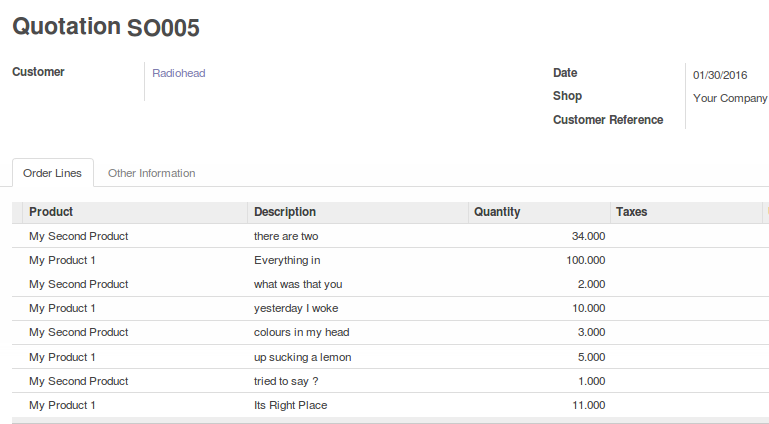 Quotation SO005
Customer Radiohead
Date 01/30/2016
Shop Your Company
Customer Reference
Order Lines Other Information
Product Description Quantity Taxes
My Second Product there are two 34.000
My Product 1 Everything in 100.000
My Second Product what was that you 2.000
My Product 1 yesterday I woke 10.000
My Second Product colours in my head 3.000
My Product 1 up sucking a lemon 5.000
My Second Product tried to say ? 1.000
My Product 1 Its Right Place 11.000